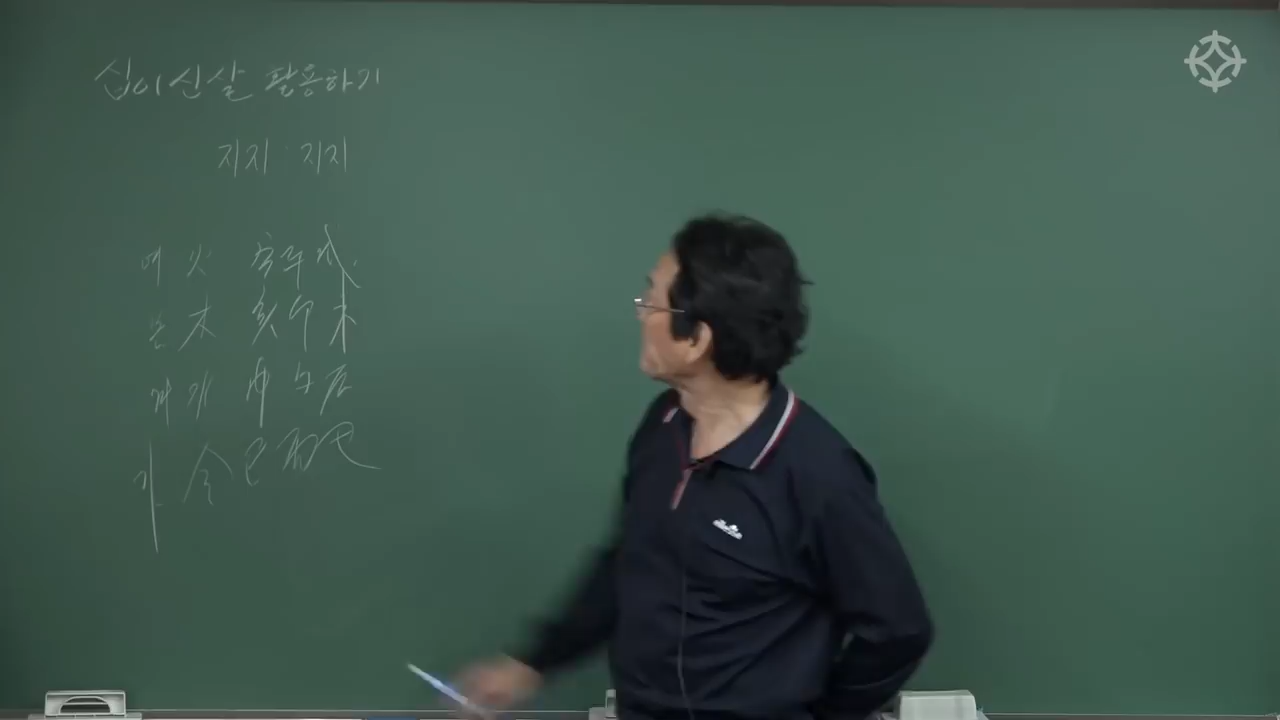 십이신살 활용하기
지지 : 지지
火 寅午戌
木 亥卯未
申子辰
가 金 巳酉丑